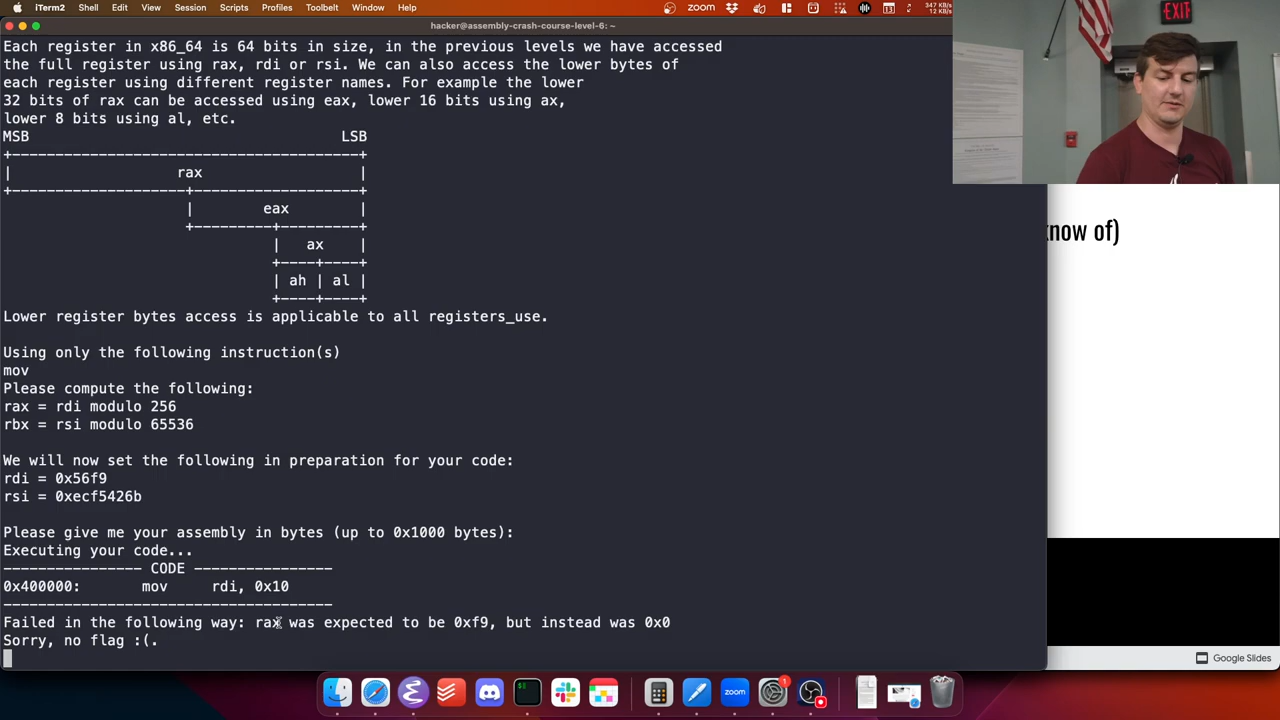 iTerm2 Shell Edit View Session Scripts Profiles Toolbelt Window Help zoom 347 KB/s
12 KB/s
EXIT
hacker@assembly-crash-course-level-6: ~
Each register in x86_64 is 64 bits in size, in the previous levels we have accessed
the full register using rax, rdi or rsi. We can also access the lower bytes of
each register using different register names. For example the lower
32 bits of rax can be accessed using eax, lower 16 bits using ax,
lower 8 bits using al, etc.
MSB                                    LSB
+----------------------------------------+
|                   rax                  |
+--------------------+-------------------+
                     |        eax        |
                     +---------+---------+
                               |   ax    |
                               +----+----+
                               | ah | al |
                               +----+----+
Lower register bytes access is applicable to all registers_use.
Using only the following instruction(s)
mov
Please compute the following:
rax = rdi modulo 256
rbx = rsi modulo 65536
We will now set the following in preparation for your code:
rdi = 0x56f9
rsi = 0xecf5426b
Please give me your assembly in bytes (up to 0x1000 bytes):
Executing your code...
---------------- CODE ----------------
0x400000:       mov     rdi, 0x10
--------------------------------------
Failed in the following way: rax was expected to be 0xf9, but instead was 0x0
Sorry, no flag :(.
know of)
Google Slides
zoom
1